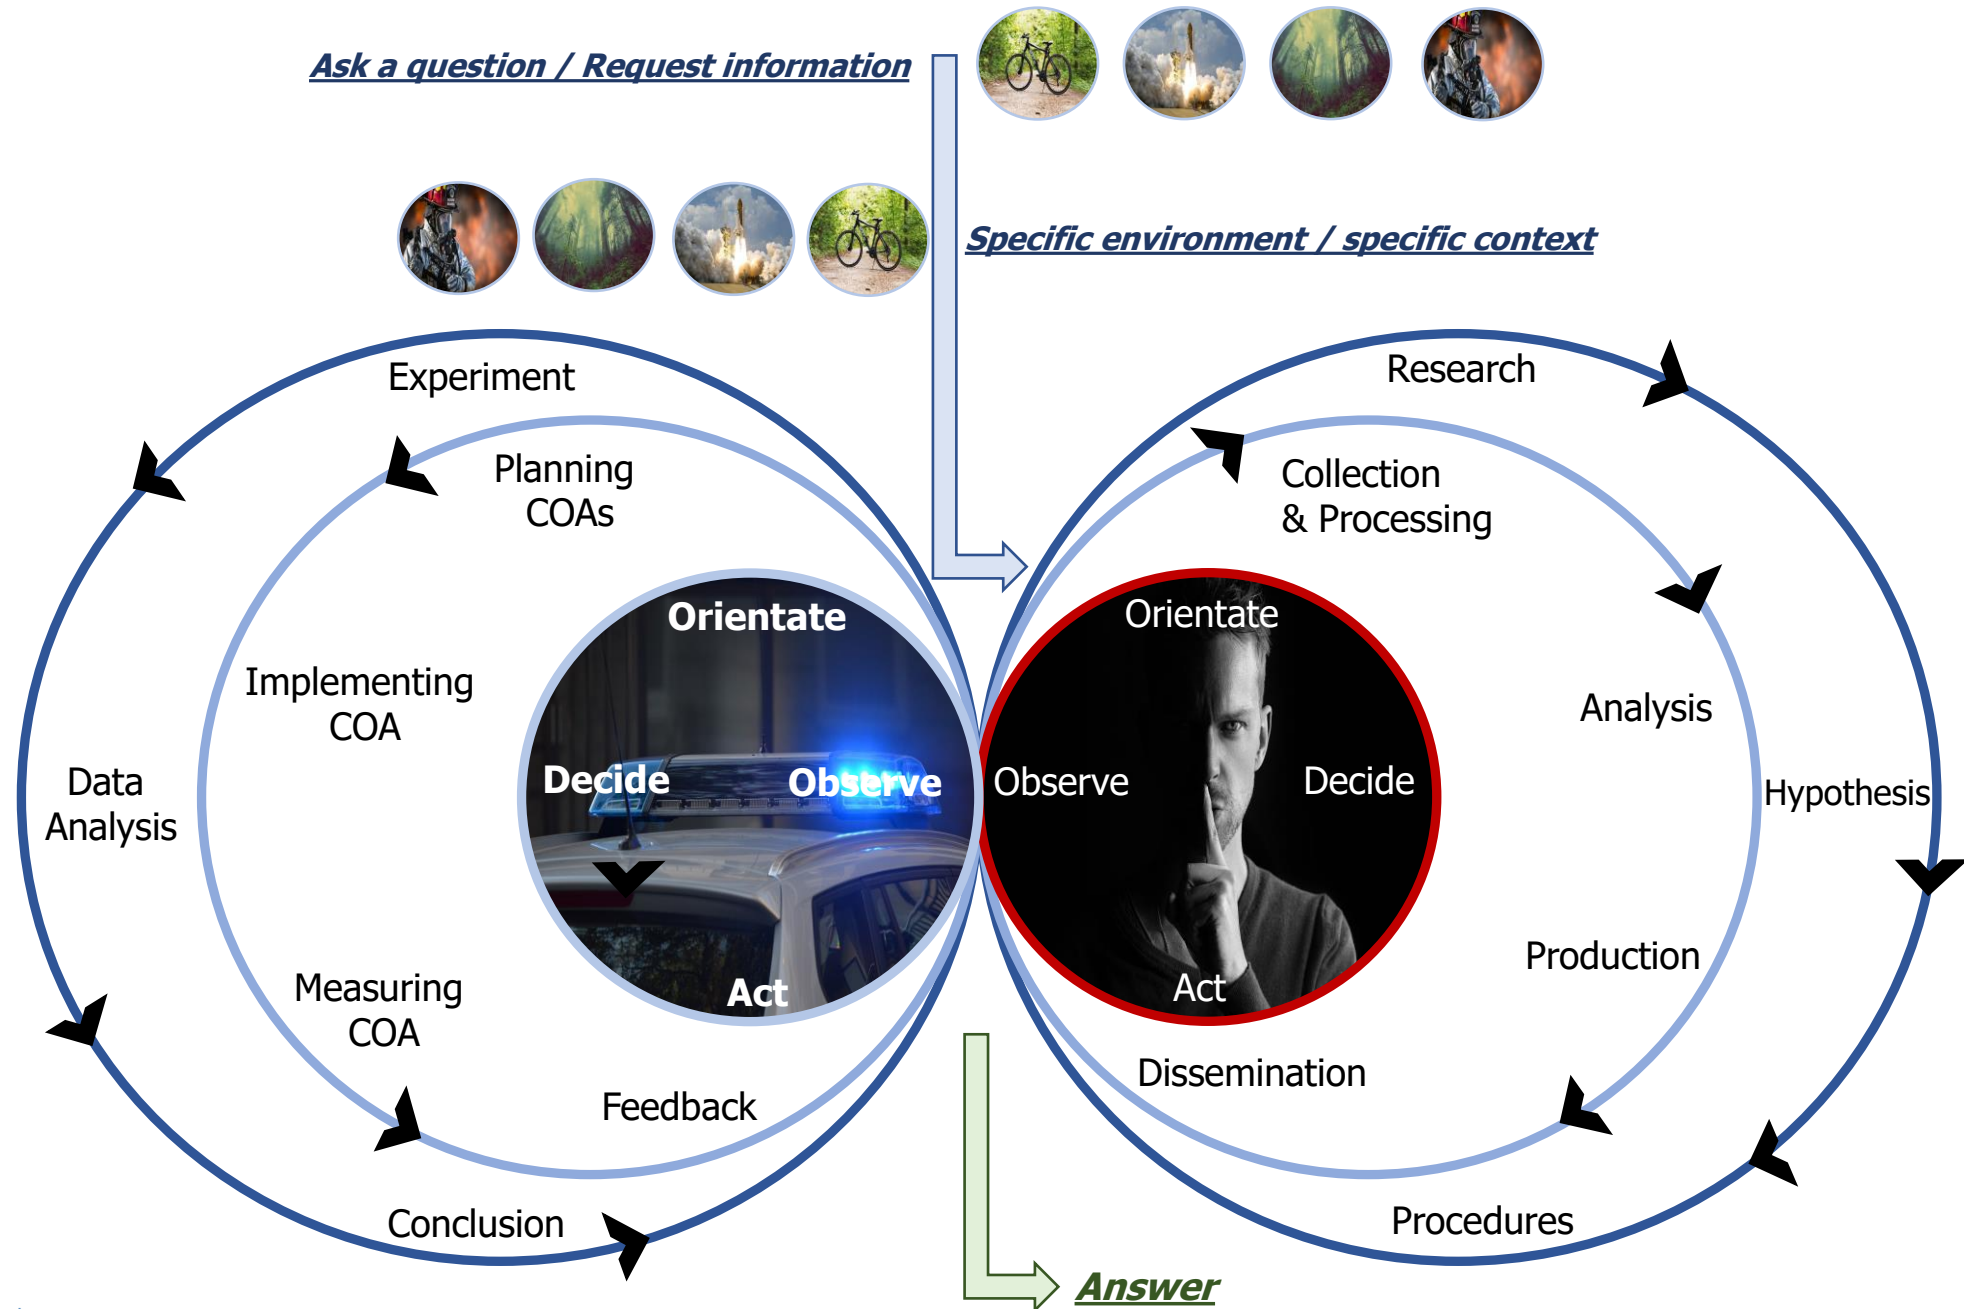 Ask a question / Request information
Specific environment / specific context
Experiment
Planning
COAs
Implementing
COA
Data
Analysis
Measuring
COA
Feedback
Conclusion
Orientate
Decide
Observe
Act
Research
Collection
& Processing
Orientate
Observe
Decide
Act
Analysis
Hypothesis
Production
Dissemination
Procedures
Answer